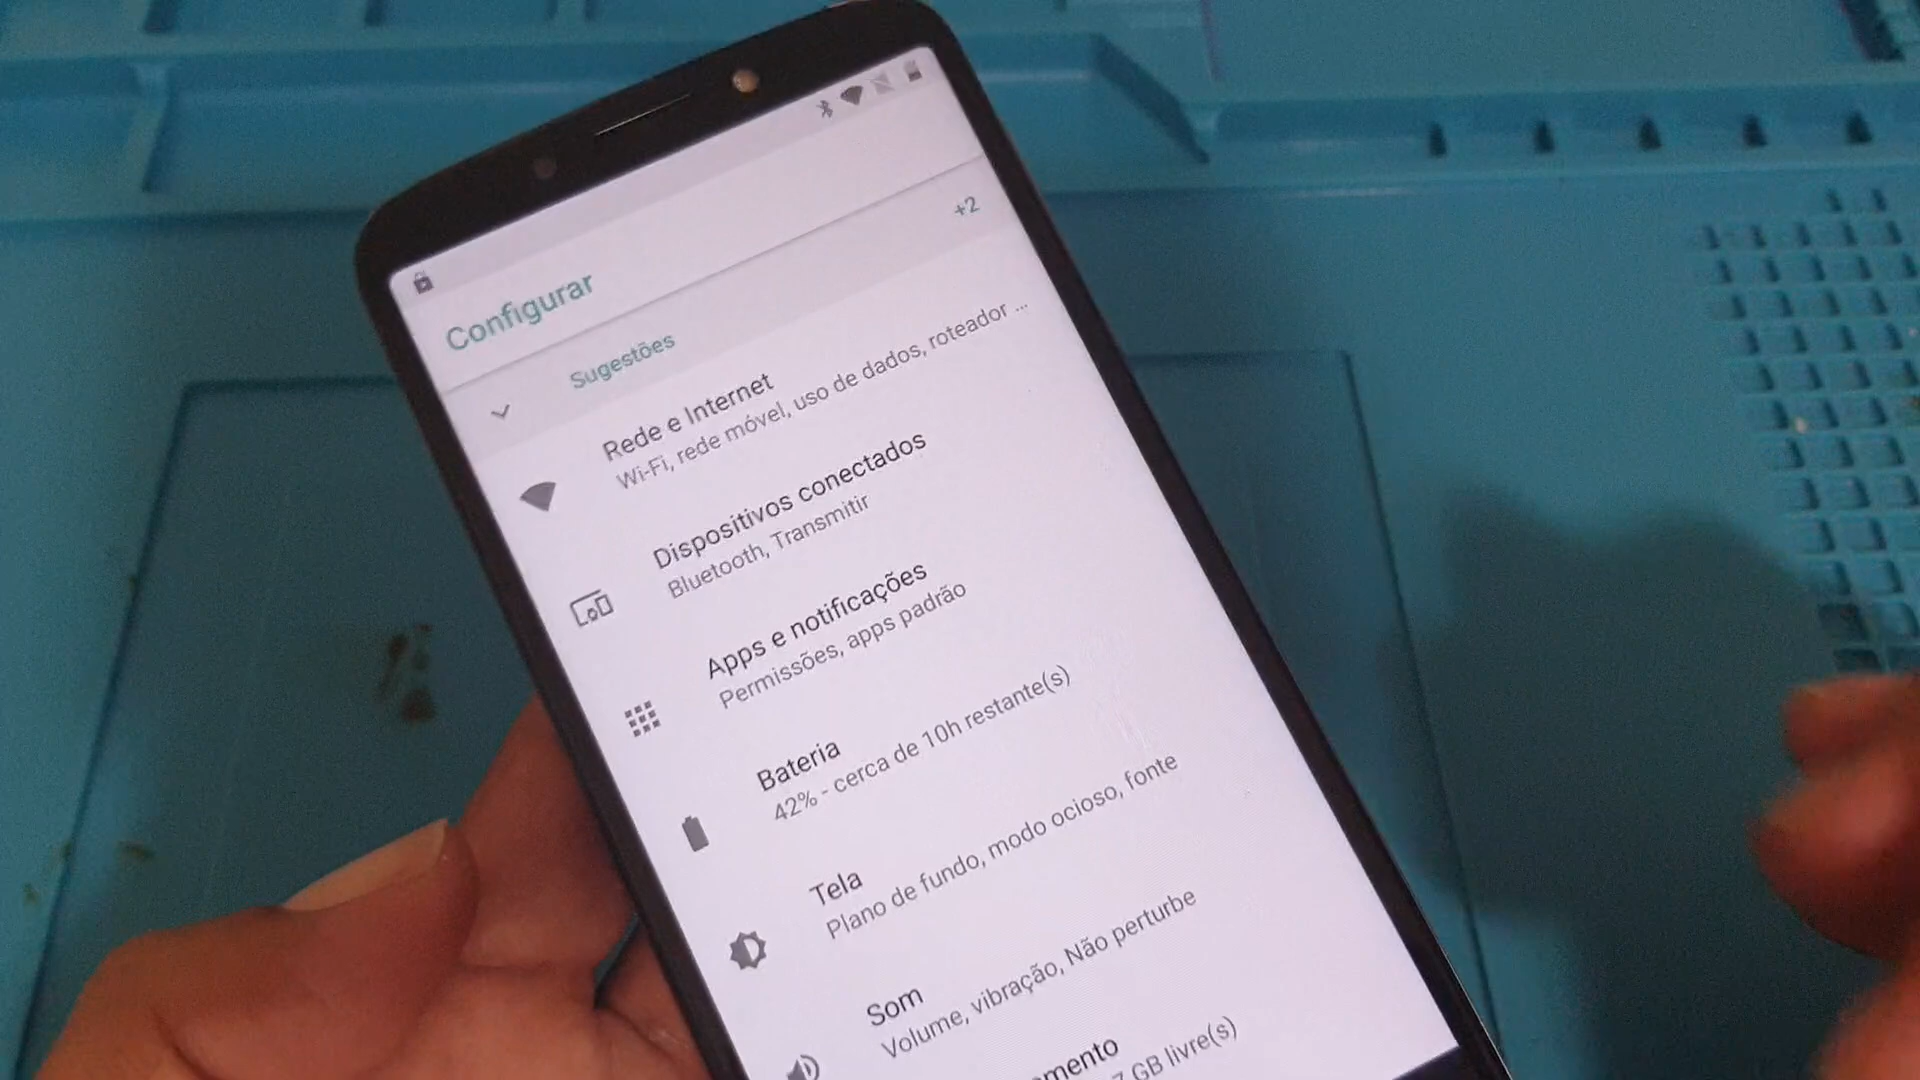 Configurar
Sugestões
+2
Rede e Internet
Wi-Fi, rede móvel, uso de dados, roteador ...
Dispositivos conectados
Bluetooth, Transmitir
Apps e notificações
Permissões, apps padrão
Bateria
42% - cerca de 10h restante(s)
Tela
Plano de fundo, modo ocioso, fonte
Som
Volume, vibração, Não perturbe
GB livre(s)